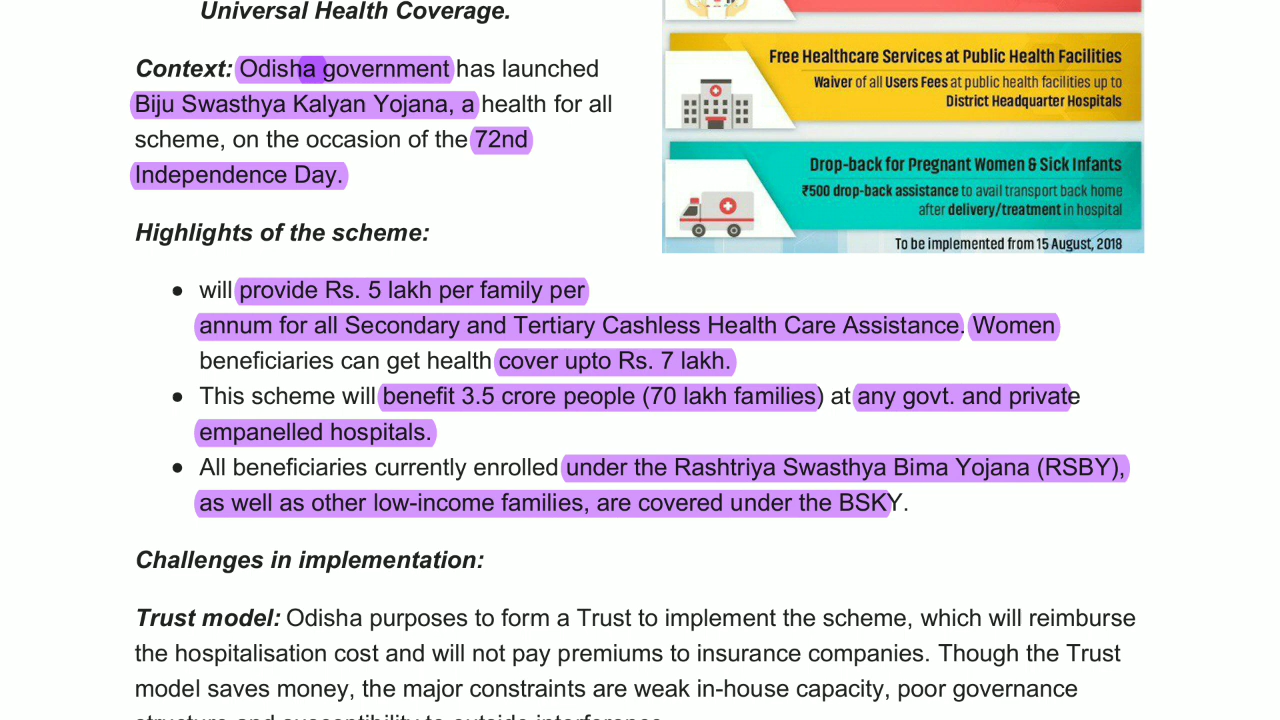 Universal Health Coverage.
Context: Odisha government has launched
Biju Swasthya Kalyan Yojana, a health for all
scheme, on the occasion of the 72nd
Independence Day.
Free Healthcare Services at Public Health Facilities
Waiver of all Users Fees at public health facilities up to
District Headquarter Hospitals
Drop-back for Pregnant Women & Sick Infants
₹500 drop-back assistance to avail transport back home
after delivery/treatment in hospital
To be implemented from 15 August, 2018
Highlights of the scheme:
● will provide Rs. 5 lakh per family per
annum for all Secondary and Tertiary Cashless Health Care Assistance. Women
beneficiaries can get health cover upto Rs. 7 lakh.
● This scheme will benefit 3.5 crore people (70 lakh families) at any govt. and private
empanelled hospitals.
● All beneficiaries currently enrolled under the Rashtriya Swasthya Bima Yojana (RSBY),
as well as other low-income families, are covered under the BSKY.
Challenges in implementation:
Trust model: Odisha purposes to form a Trust to implement the scheme, which will reimburse
the hospitalisation cost and will not pay premiums to insurance companies. Though the Trust
model saves money, the major constraints are weak in-house capacity, poor governance
structure and susceptibility to outside interference.